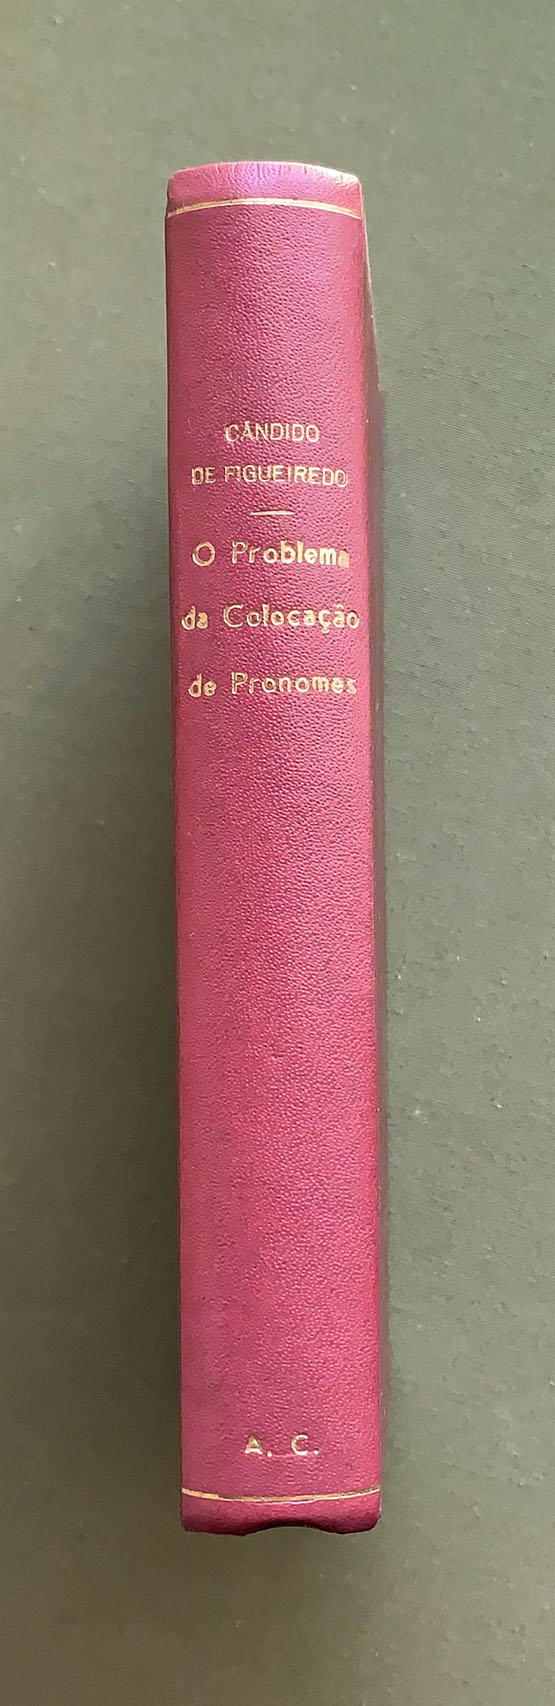 CÂNDIDO
DE FIGUEIREDO
O Problema
da Colocação
de Pronomes
A. C.